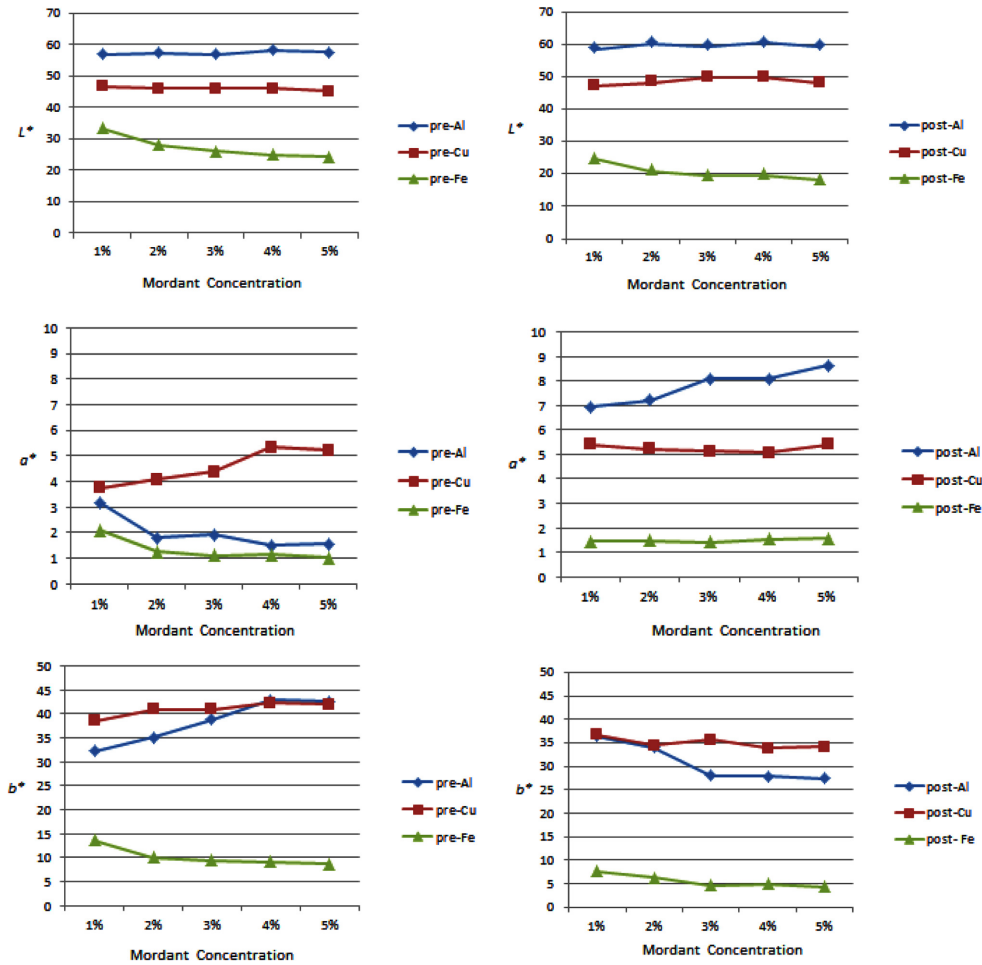 70
60
50
40
30
20
10
0
L*
1% 2% 3% 4% 5%
Mordant Concentration
pre-Al
pre-Cu
pre-Fe
70
60
50
40
30
20
10
0
L*
1% 2% 3% 4% 5%
Mordant Concentration
post-Al
post-Cu
post-Fe
10
9
8
7
6
5
4
3
2
1
0
a*
1% 2% 3% 4% 5%
Mordant Concentration
pre-Al
pre-Cu
pre-Fe
10
9
8
7
6
5
4
3
2
1
0
a*
1% 2% 3% 4% 5%
Mordant Concentration
post-Al
post-Cu
post-Fe
50
45
40
35
30
25
20
15
10
5
0
b*
1% 2% 3% 4% 5%
Mordant Concentration
pre-Al
pre-Cu
pre-Fe
50
45
40
35
30
25
20
15
10
5
0
b*
1% 2% 3% 4% 5%
Mordant Concentration
post-Al
post-Cu
post- Fe